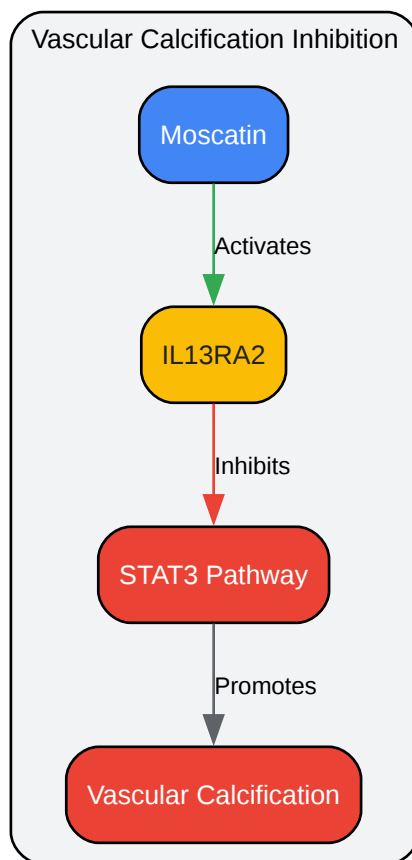 Vascular Calcification Inhibition
Moscatin
Activates
IL13RA2
Inhibits
STAT3 Pathway
Promotes
Vascular Calcification